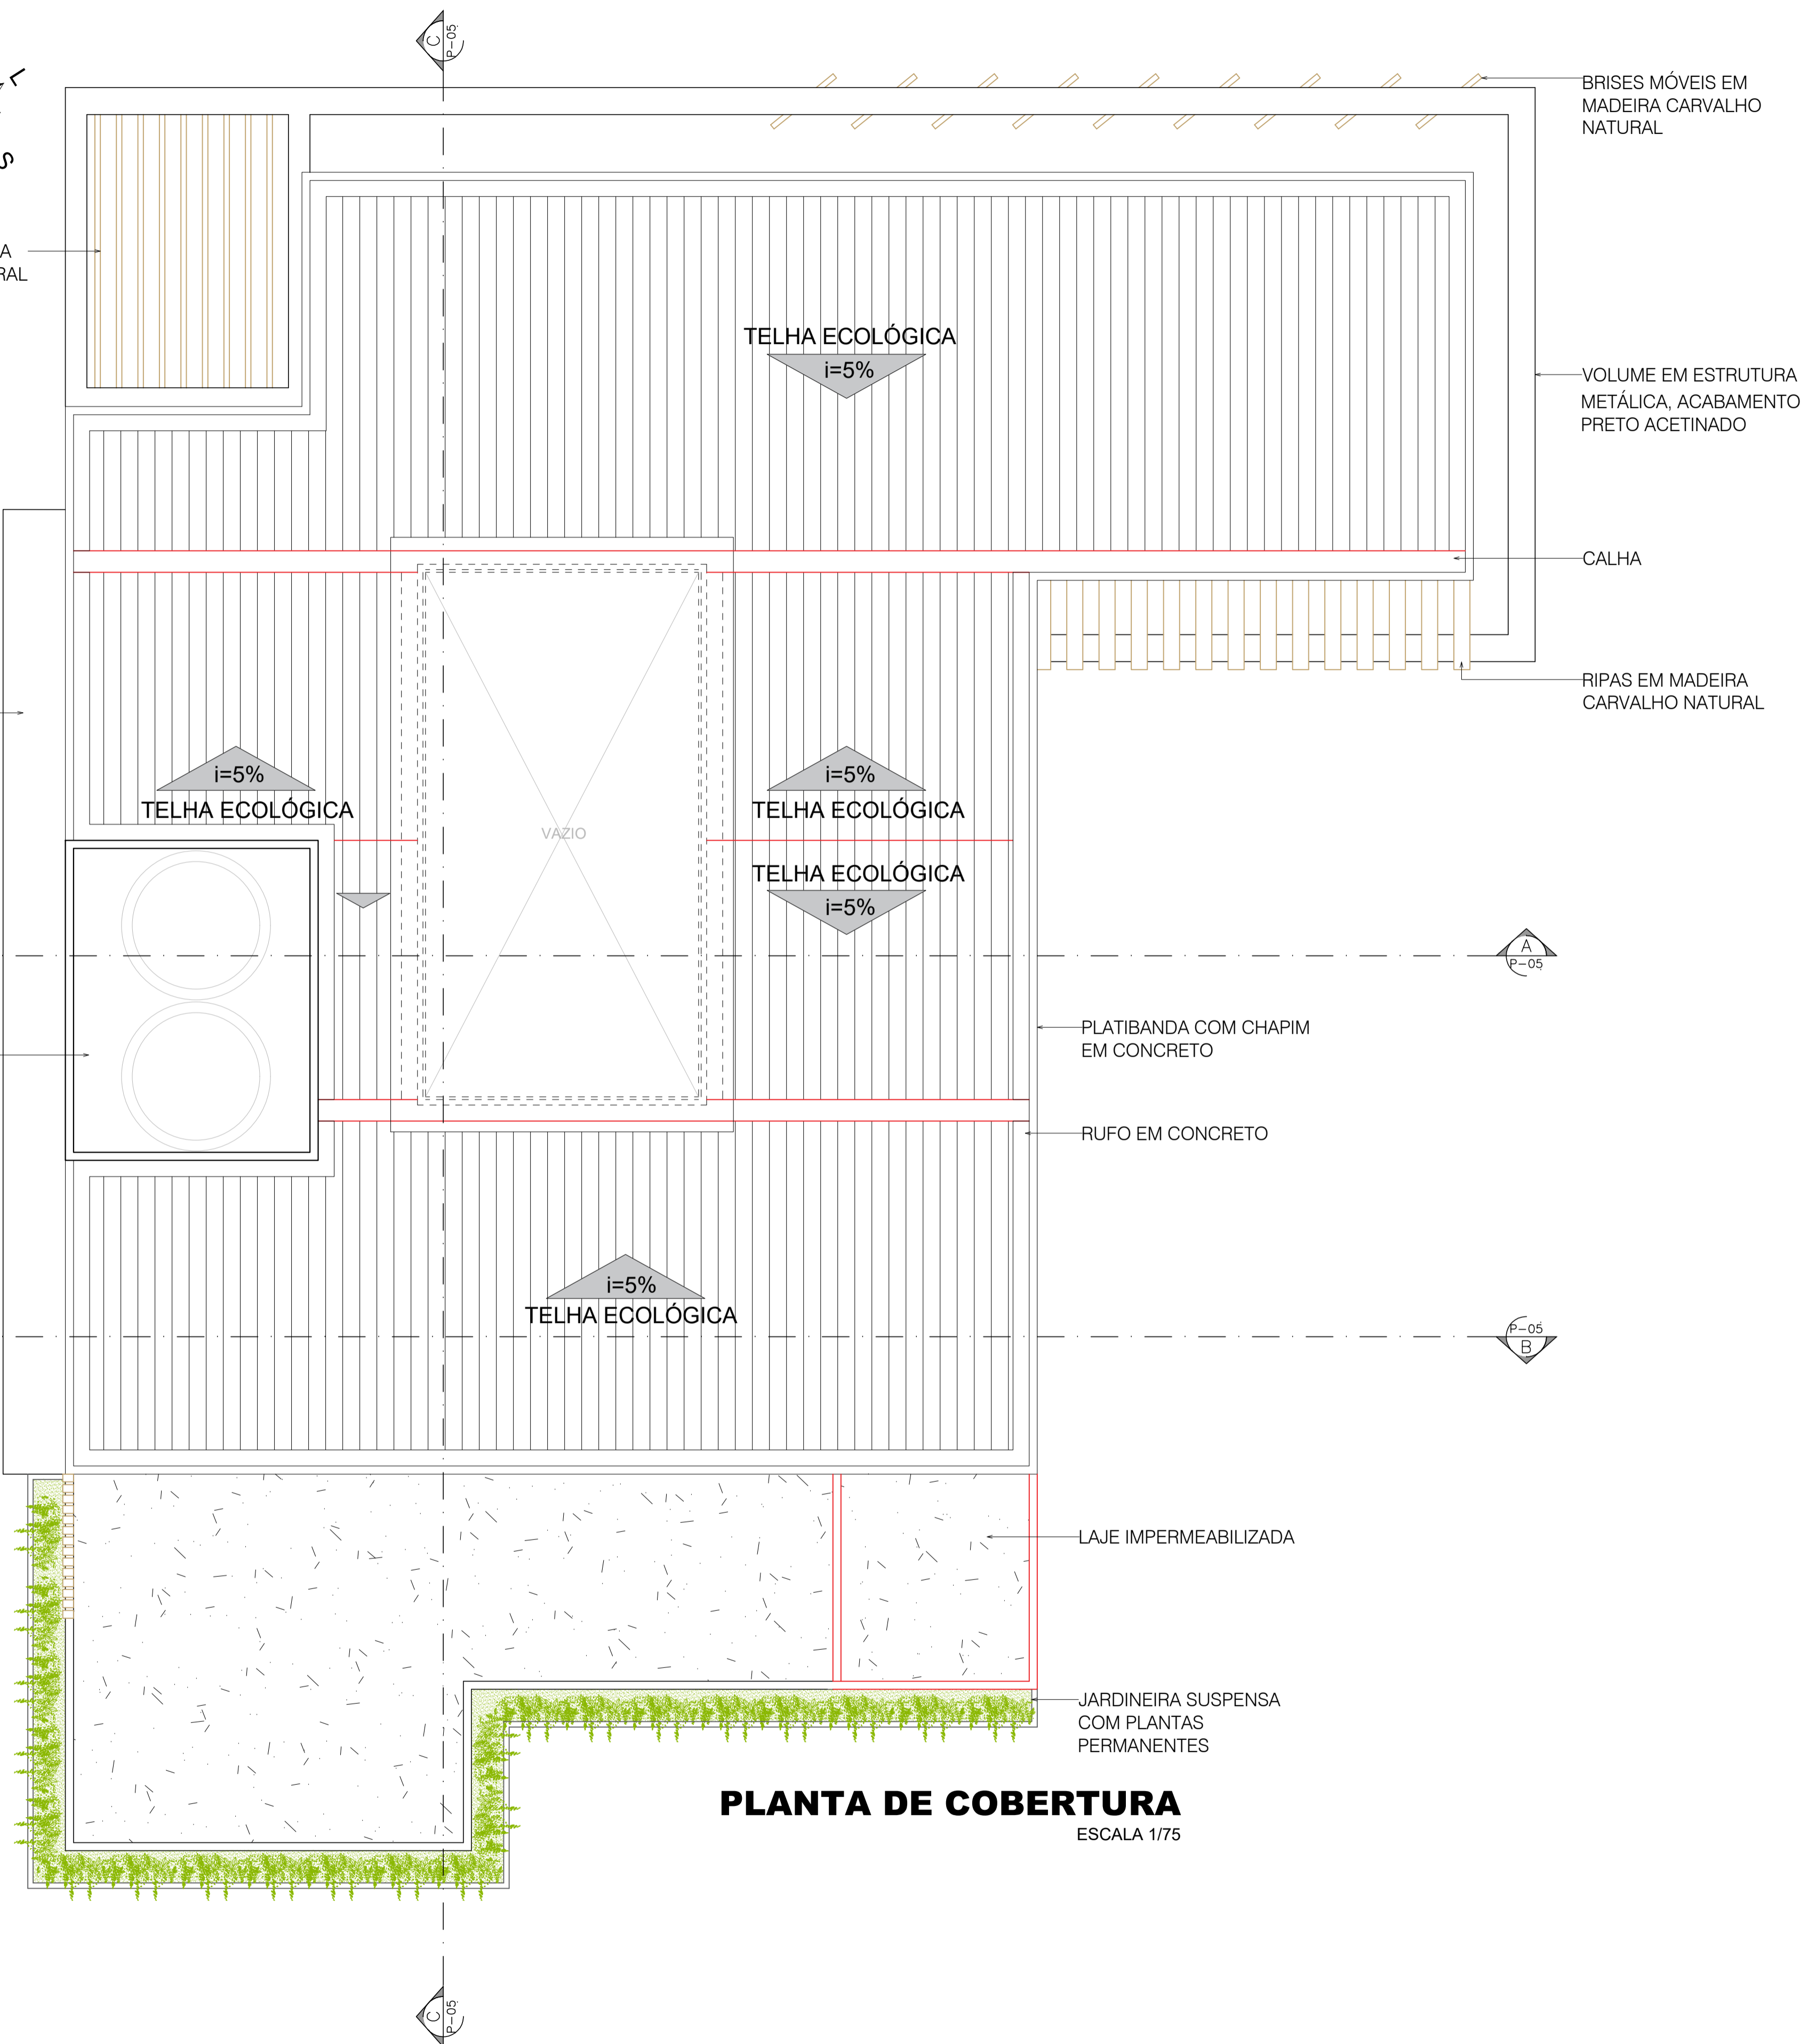 C
P-05
L
S
BRISES MÓVEIS EM
MADEIRA CARVALHO
NATURAL
A
RAL
TELHA ECOLÓGICA
i=5%
VOLUME EM ESTRUTURA
METÁLICA, ACABAMENTO
PRETO ACETINADO
CALHA
RIPAS EM MADEIRA
CARVALHO NATURAL
i=5%
TELHA ECOLÓGICA
i=5%
TELHA ECOLÓGICA
VAZIO
TELHA ECOLÓGICA
i=5%
A
P-05
PLATIBANDA COM CHAPIM
EM CONCRETO
RUFO EM CONCRETO
i=5%
TELHA ECOLÓGICA
P-05
B
LAJE IMPERMEABILIZADA
JARDINEIRA SUSPENSA
COM PLANTAS
PERMANENTES
PLANTA DE COBERTURA
ESCALA 1/75
C
P-05